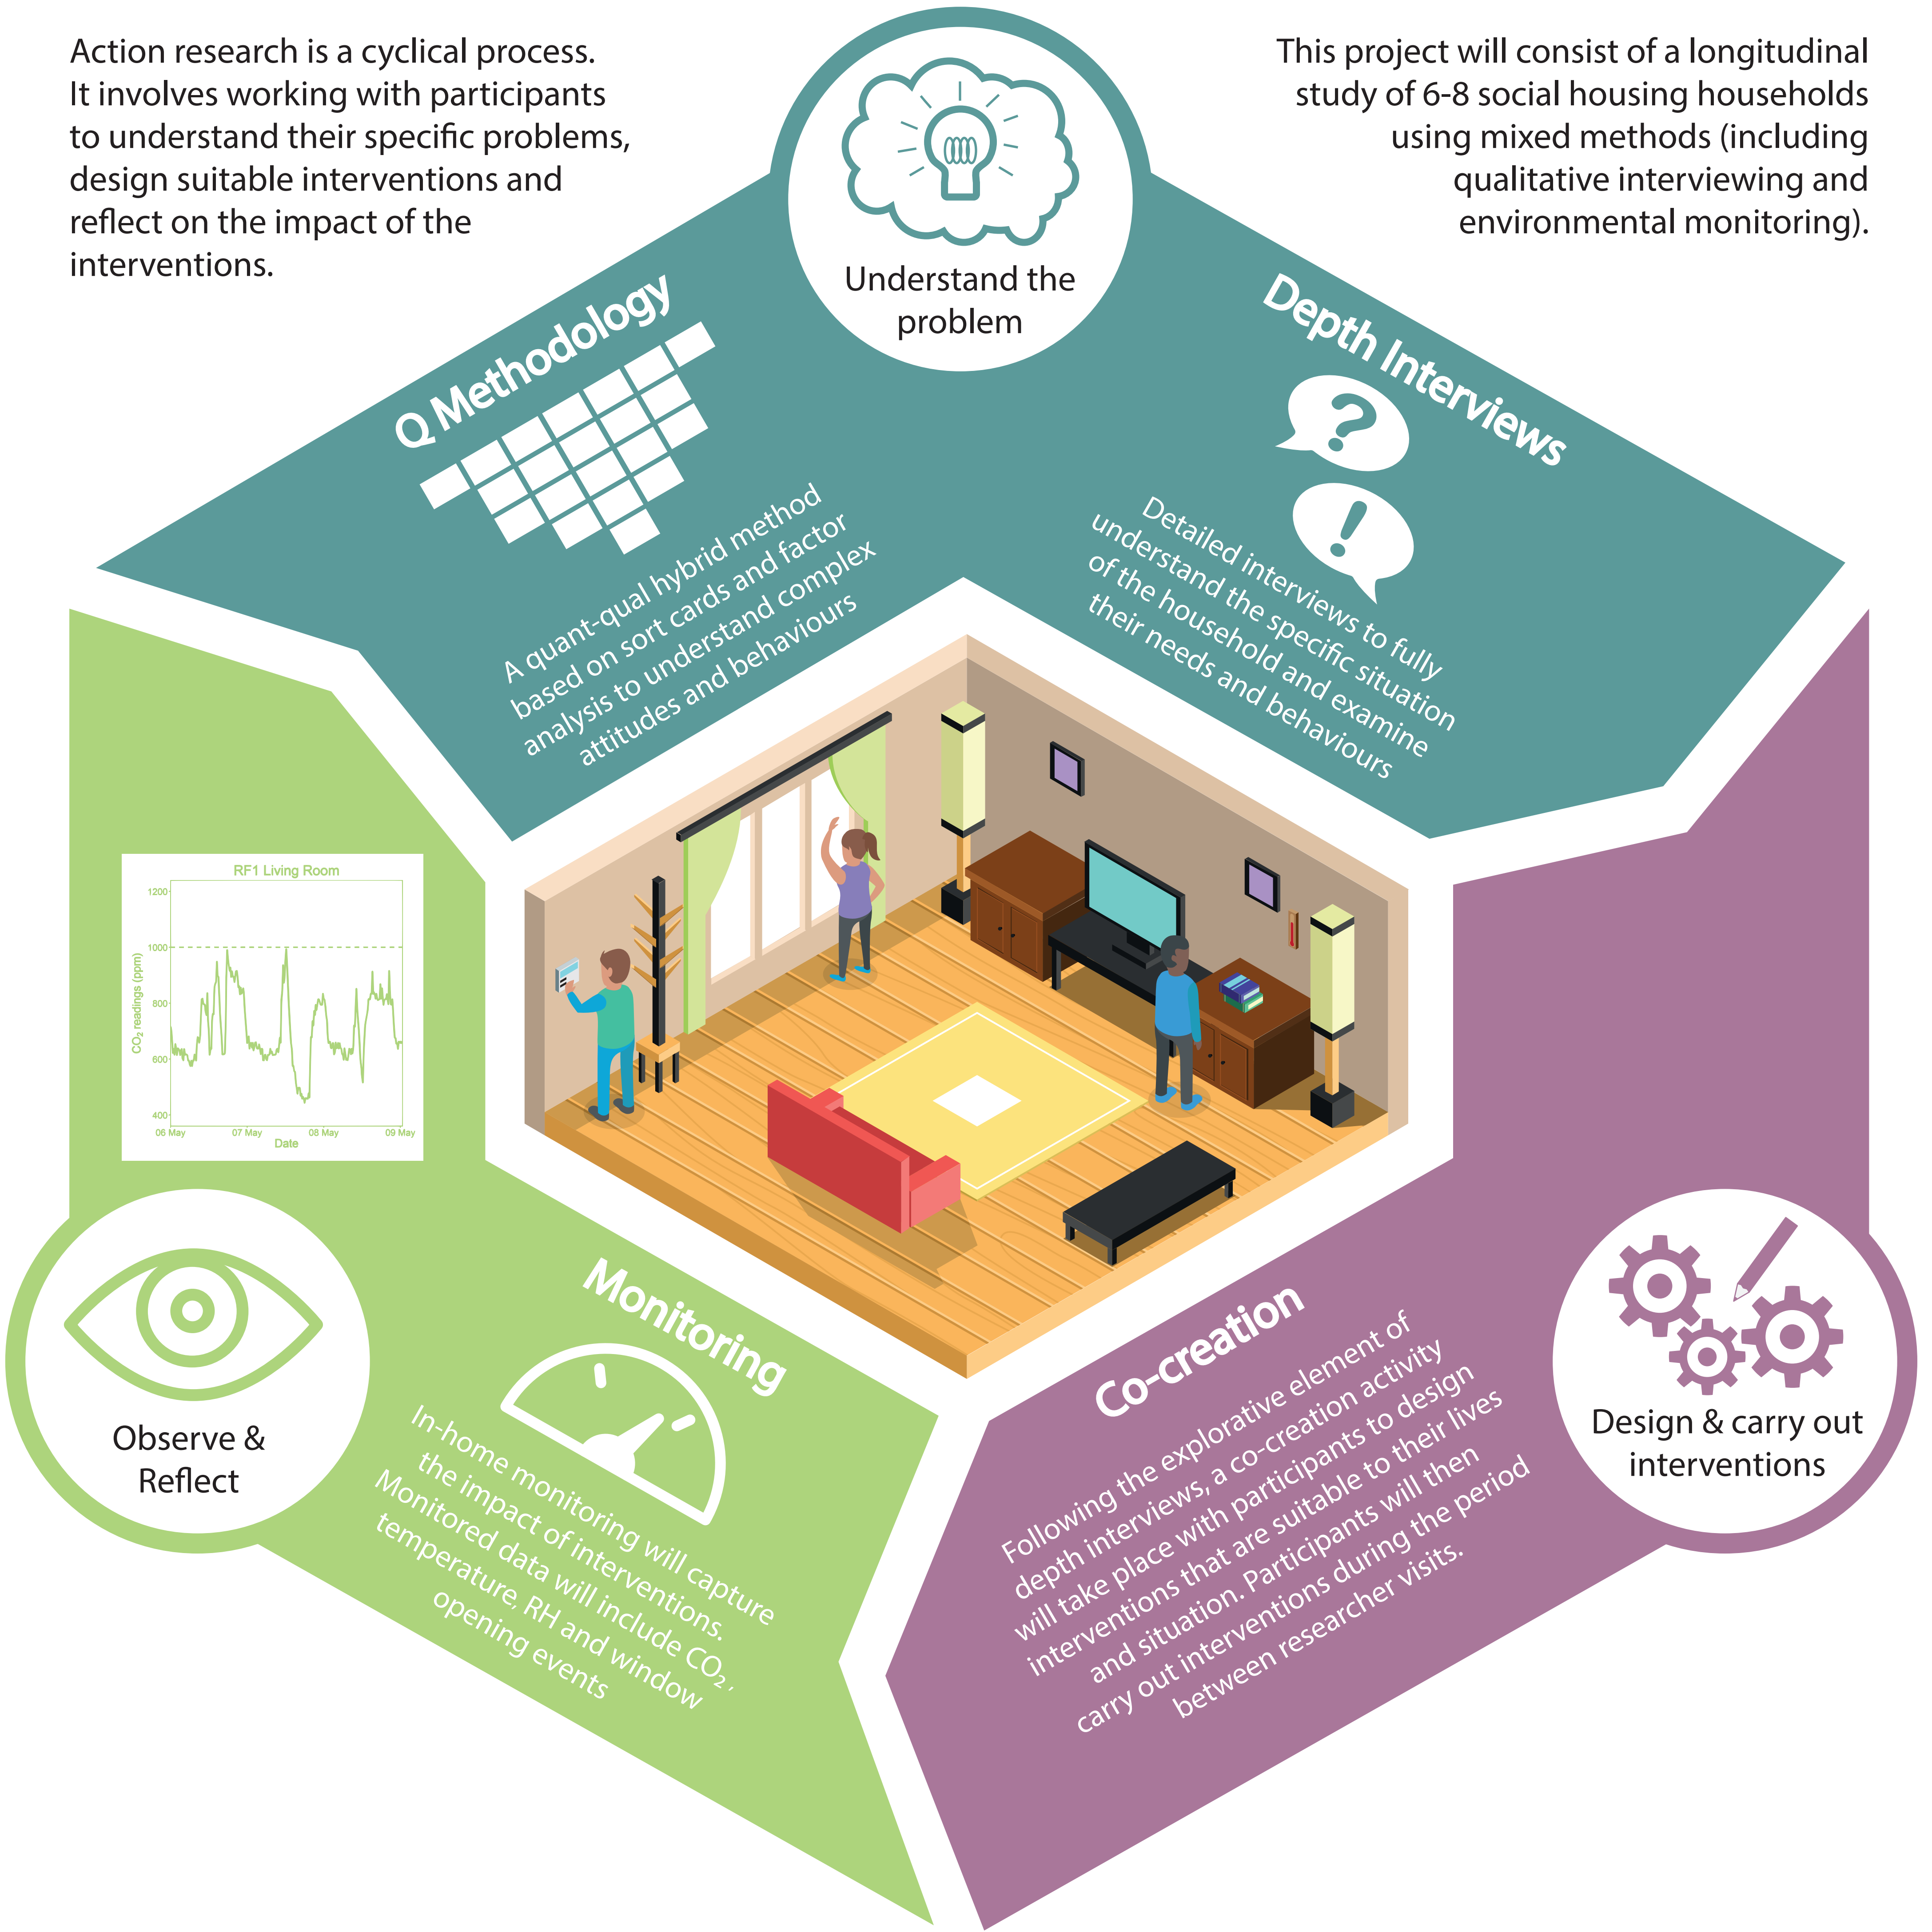 Action research is a cyclical process.
It involves working with participants
to understand their specific problems,
design suitable interventions and
reflect on the impact of the
interventions.
This project will consist of a longitudinal
study of 6-8 social housing households
using mixed methods (including
qualitative interviewing and
environmental monitoring).
Understand the
problem
Q Methodology
A quant-qual hybrid method
based on sort cards and factor
analysis to understand complex
attitudes and behaviours
Depth Interviews
?
!
Detailed interviews to fully
understand the specific situation
of the household and examine
their needs and behaviours
RF1 Living Room
CO₂ readings (ppm)
1200
1000
800
600
400
06 May 07 May 08 May 09 May
Date
Observe &
Reflect
Monitoring
In-home monitoring will capture
the impact of interventions.
Monitored data will include CO₂,
temperature, RH and window
opening events
Co-creation
Following the explorative element of
depth interviews, a co-creation activity
will take place with participants to design
interventions that are suitable to their lives
and situation. Participants will then
carry out interventions during the period
between researcher visits.
Design & carry out
interventions